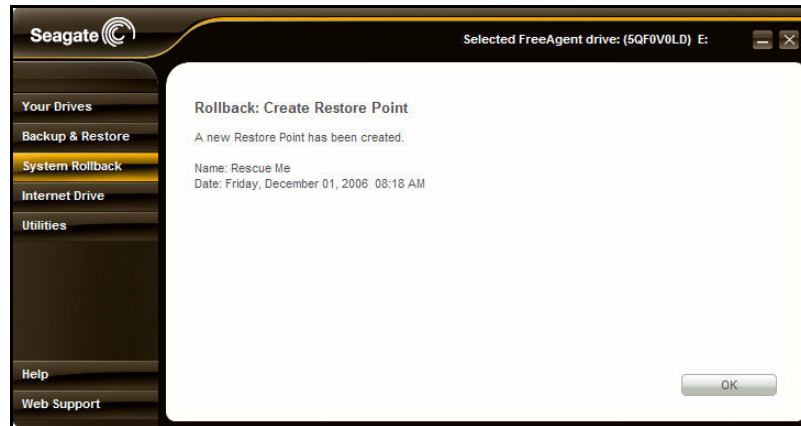 Seagate
Selected FreeAgent drive: (5QF0V0LD) E:
Your Drives
Backup & Restore
System Rollback
Internet Drive
Utilities
Help
Web Support
Rollback: Create Restore Point
A new Restore Point has been created.
Name: Rescue Me
Date: Friday, December 01, 2006 08:18 AM
OK